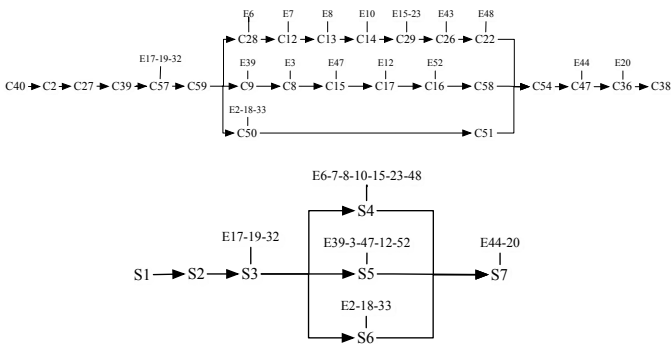 E6 E7 E8 E10 E15-23 E43 E48
C28 C12 C13 C14 C29 C26 C22
E17-19-32 E39 E3 E47 E12 E52 E44 E20
C40 C2 C27 C39 C57 C59 C9 C8 C15 C17 C16 C58 C54 C47 C36 C38
E2-18-33
C50 C51
E6-7-8-10-15-23-48
S4
E17-19-32 E39-3-47-12-52 E44-20
S1 S2 S3 S5 S7
E2-18-33
S6